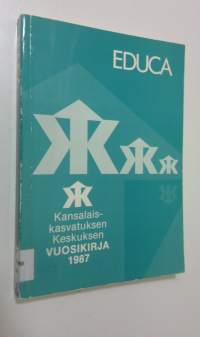 EDUCA
Kansalais-
kasvatuksen
Keskuksen
VUOSIKIRJA
1987